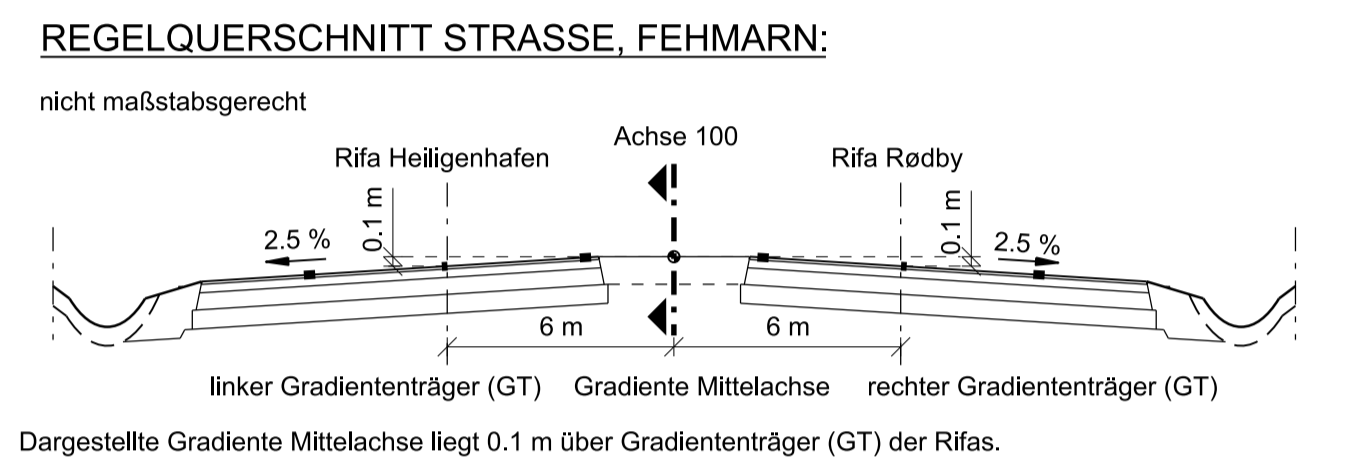 REGELQUERSCHNITT STRASSE, FEHMARN:
nicht maßstabsgerecht
Achse 100
Rifa Heiligenhafen
Rifa Rødby
0.1 m
0.1 m
2.5 %
2.5 %
6 m
6 m
linker Gradiententräger (GT)
Gradiente Mittelachse
rechter Gradiententräger (GT)
Dargestellte Gradiente Mittelachse liegt 0.1 m über Gradiententräger (GT) der Rifas.